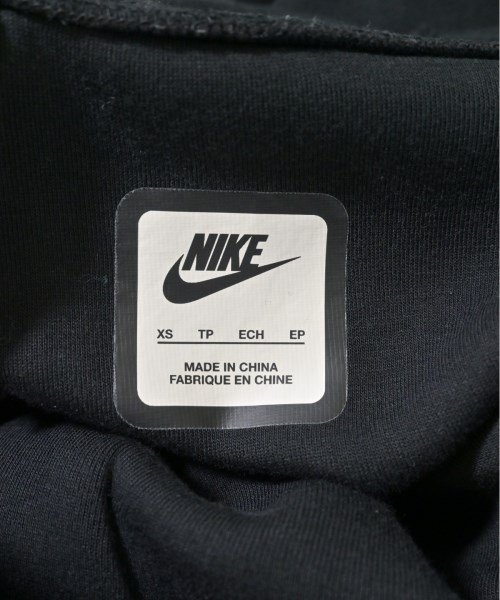 NIKE
XS TP ECH EP
MADE IN CHINA
FABRIQUE EN CHINE